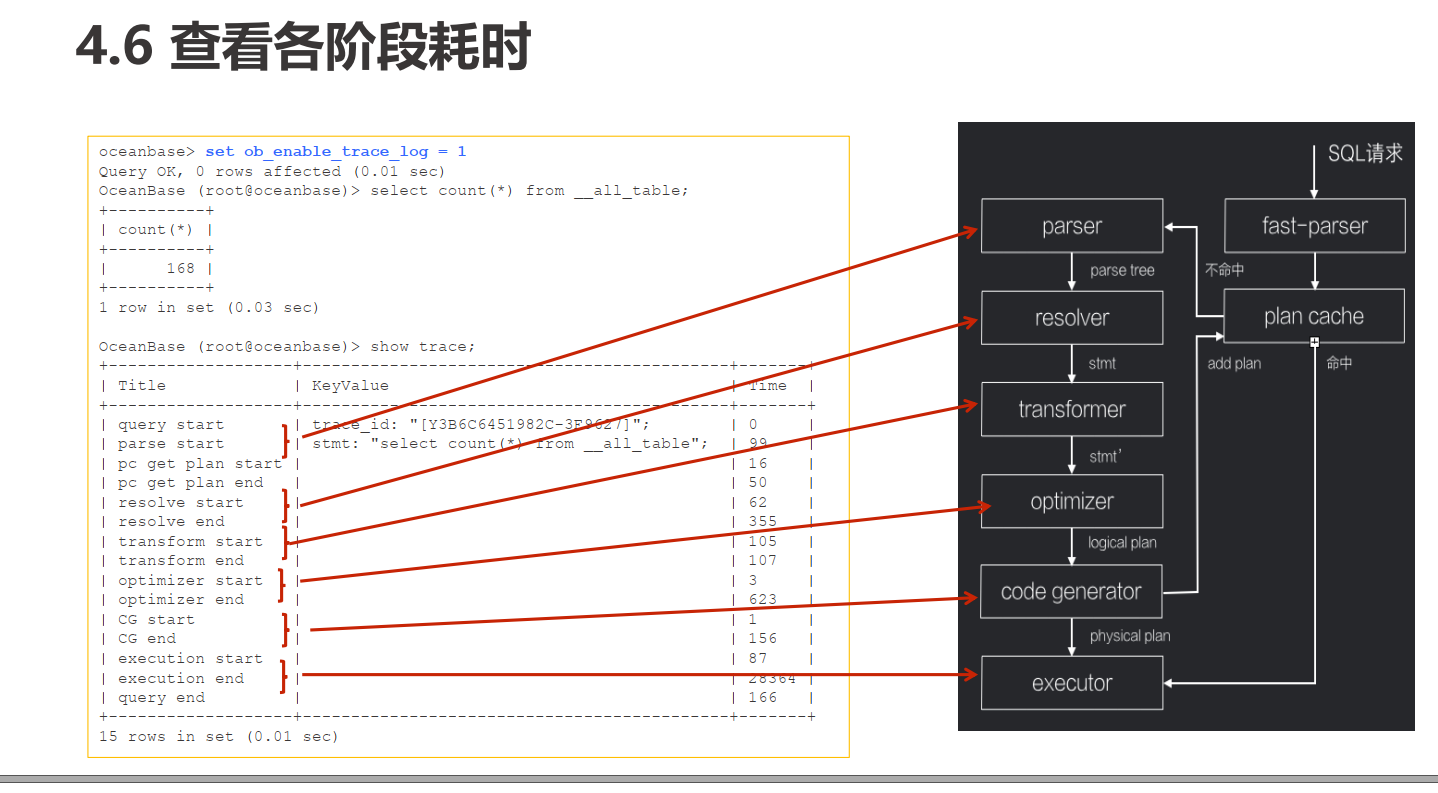 4.6 查看各阶段耗时
oceanbase> set ob_enable_trace_log = 1
Query OK, 0 rows affected (0.01 sec)
OceanBase (root@oceanbase)> select count(*) from __all_table;
+----------+
| count(*) |
+----------+
|      168 |
+----------+
1 row in set (0.03 sec)
OceanBase (root@oceanbase)> show trace;
+--------------------+--------------------------------------------+-------+
| Title | KeyValue | Time |
+--------------------+--------------------------------------------+-------+
| query start | trace_id: "[Y3B6C6451982C-3E9627]"; | 0 |
| parse start | stmt: "select count(*) from __all_table"; | 99 |
| pc get plan start | | 16 |
| pc get plan end | | 50 |
| resolve start | | 62 |
| resolve end | | 355 |
| transform start | | 105 |
| transform end | | 107 |
| optimizer start | | 3 |
| optimizer end | | 623 |
| CG start | | 1 |
| CG end | | 156 |
| execution start | | 87 |
| execution end | | 28364 |
| query end | | 166 |
+--------------------+--------------------------------------------+-------+
15 rows in set (0.01 sec)
SQL请求
parser
fast-parser
parse tree
不命中
resolver
plan cache
stmt
add plan
命中
transformer
stmt'
optimizer
logical plan
code generator
physical plan
executor